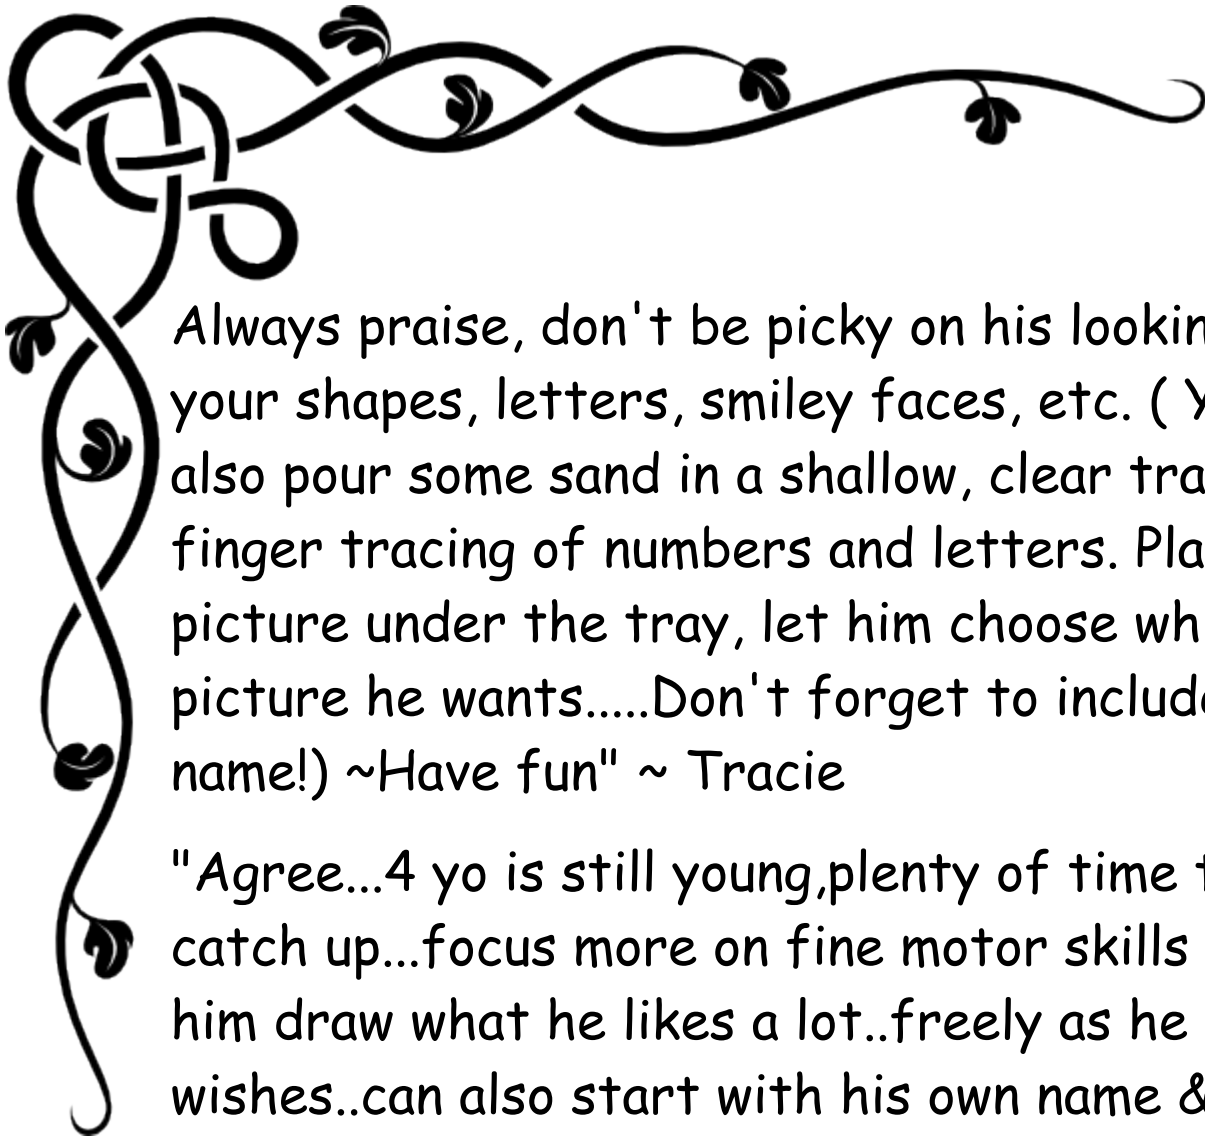 Always praise, don't be picky on his lookin
your shapes, letters, smiley faces, etc. ( Y
also pour some sand in a shallow, clear tra
finger tracing of numbers and letters. Pla
picture under the tray, let him choose wh
picture he wants.....Don't forget to include
name!) ~Have fun" ~ Tracie
"Agree...4 yo is still young,plenty of time t
catch up...focus more on fine motor skills
him draw what he likes a lot..freely as he
wishes..can also start with his own name &